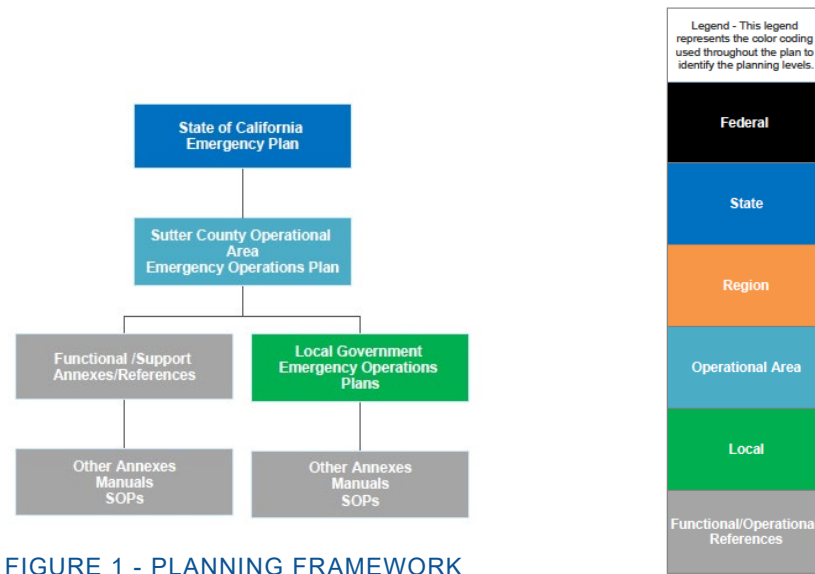 State of California
Emergency Plan
Sutter County Operational
Area
Emergency Operations Plan
Functional /Support
Annexes/References
Local Government
Emergency Operations
Plans
Other Annexes
Manuals
SOPs
Other Annexes
Manuals
SOPs
FIGURE 1 - PLANNING FRAMEWORK
Legend - This legend
represents the color coding
used throughout the plan to
identify the planning levels.
Federal
State
Region
Operational Area
Local
Functional/Operationa
References